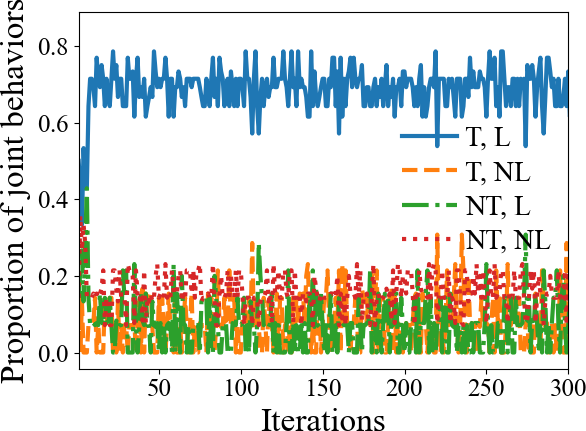 Proportion of joint behaviors
0.8
0.6
0.4
0.2
0.0
T, L
T, NL
NT, L
NT, NL
50 100 150 200 250 300
Iterations